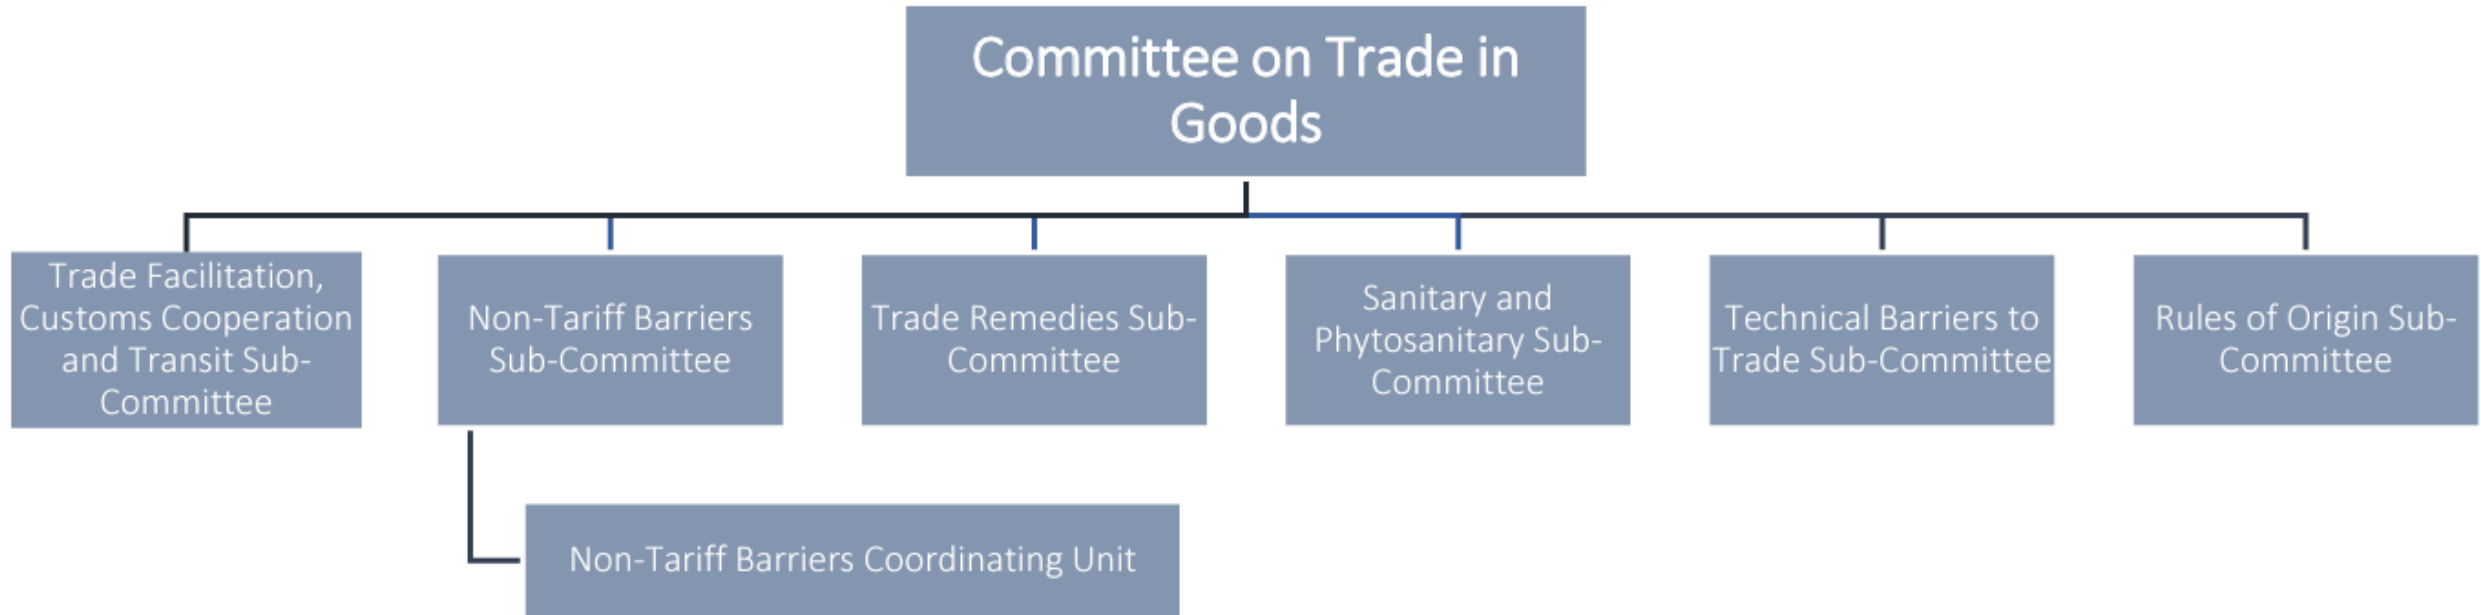 Committee on Trade in
Goods
Trade Facilitation,
Customs Cooperation
and Transit Sub-
Committee
Non-Tariff Barriers
Sub-Committee
Trade Remedies Sub-
Committee
Sanitary and
Phytosanitary Sub-
Committee
Technical Barriers to
Trade Sub-Committee
Rules of Origin Sub-
Committee
Non-Tariff Barriers Coordinating Unit